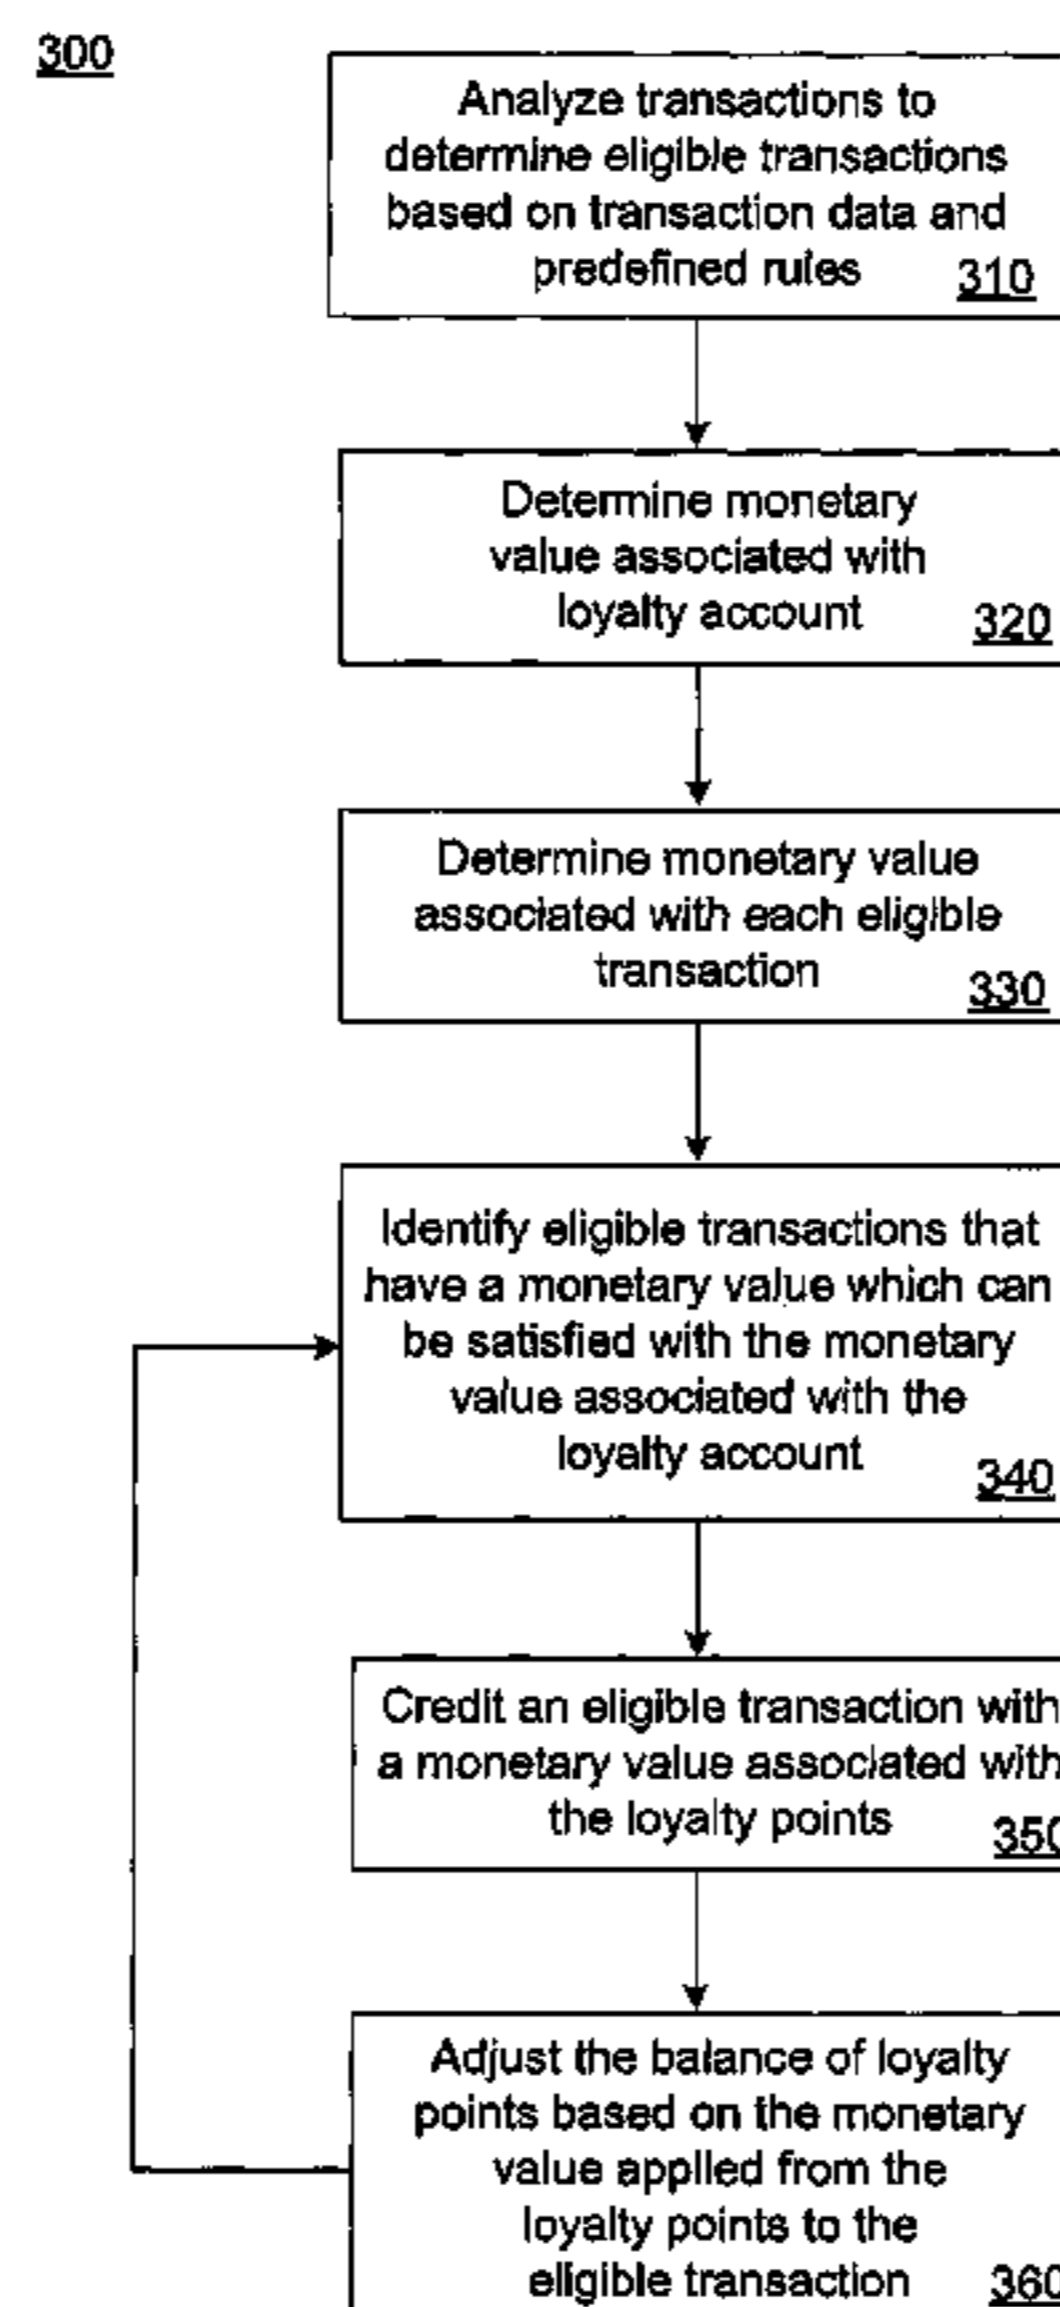 300
Analyze transactions to
determine eligible transactions
based on transaction data and
predefined rules
310
Determine monetary
value associated with
loyalty account
320
Determine monetary value
associated with each eligible
transaction
330
Identify eligible transactions that
have a monetary value which can
be satisfied with the monetary
value associated with the
loyalty account
340
Credit an eligible transaction with
a monetary value associated with
the loyalty points
350
Adjust the balance of loyalty
points based on the monetary
value applied from the
loyalty points to the
eligible transaction
360